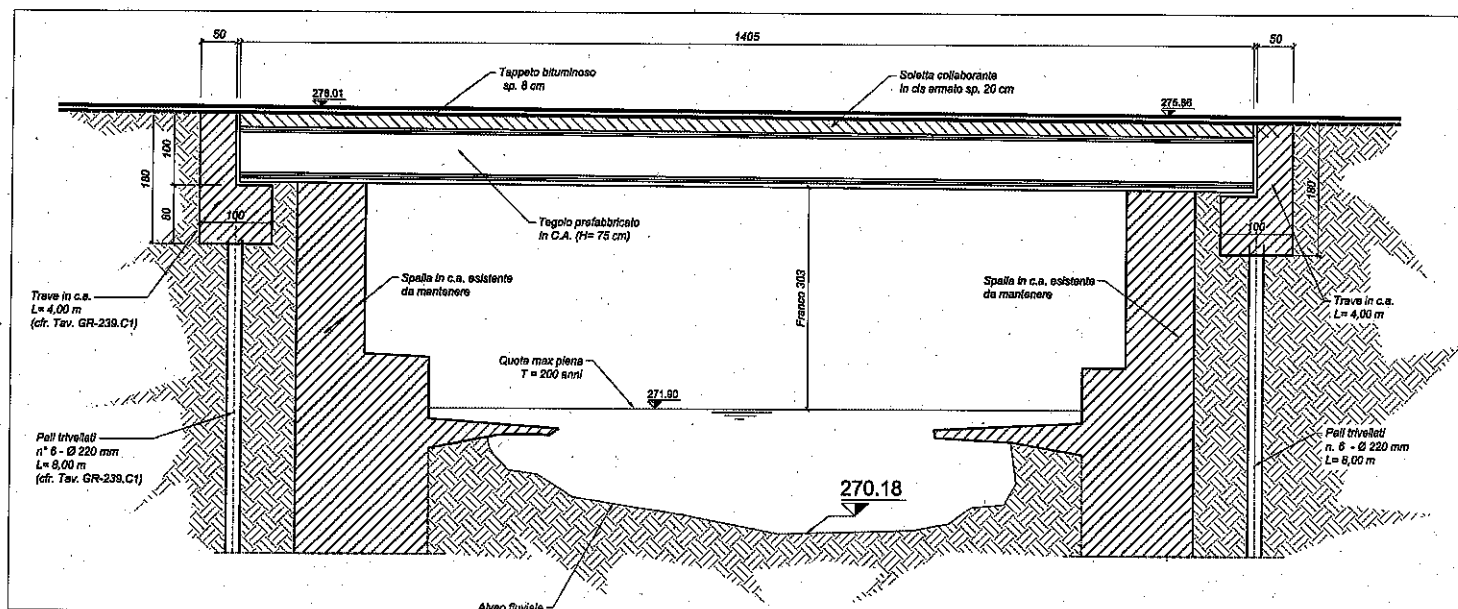 50
1405
50
Tappeto bituminoso
sp. 8 cm
Soletta collaborante
in cls armato sp. 20 cm
276.01
275.86
180
100
80
100
Tegolo prefabbricato
in C.A. (H= 75 cm)
180
100
Trave in c.a.
L= 4,00 m
(cfr. Tav. GR-239.C1)
Spalla in c.a. esistente
da mantenere
Franco 303
Spalla in c.a. esistente
da mantenere
Trave in c.a.
L= 4,00 m
Quota max piena
T = 200 anni
271.90
Pali trivellati
n° 6 - Ø 220 mm
L= 8,00 m
(cfr. Tav. GR-239.C1)
Pali trivellati
n. 6 - Ø 220 mm
L= 8,00 m
270.18
Alveo fluviale